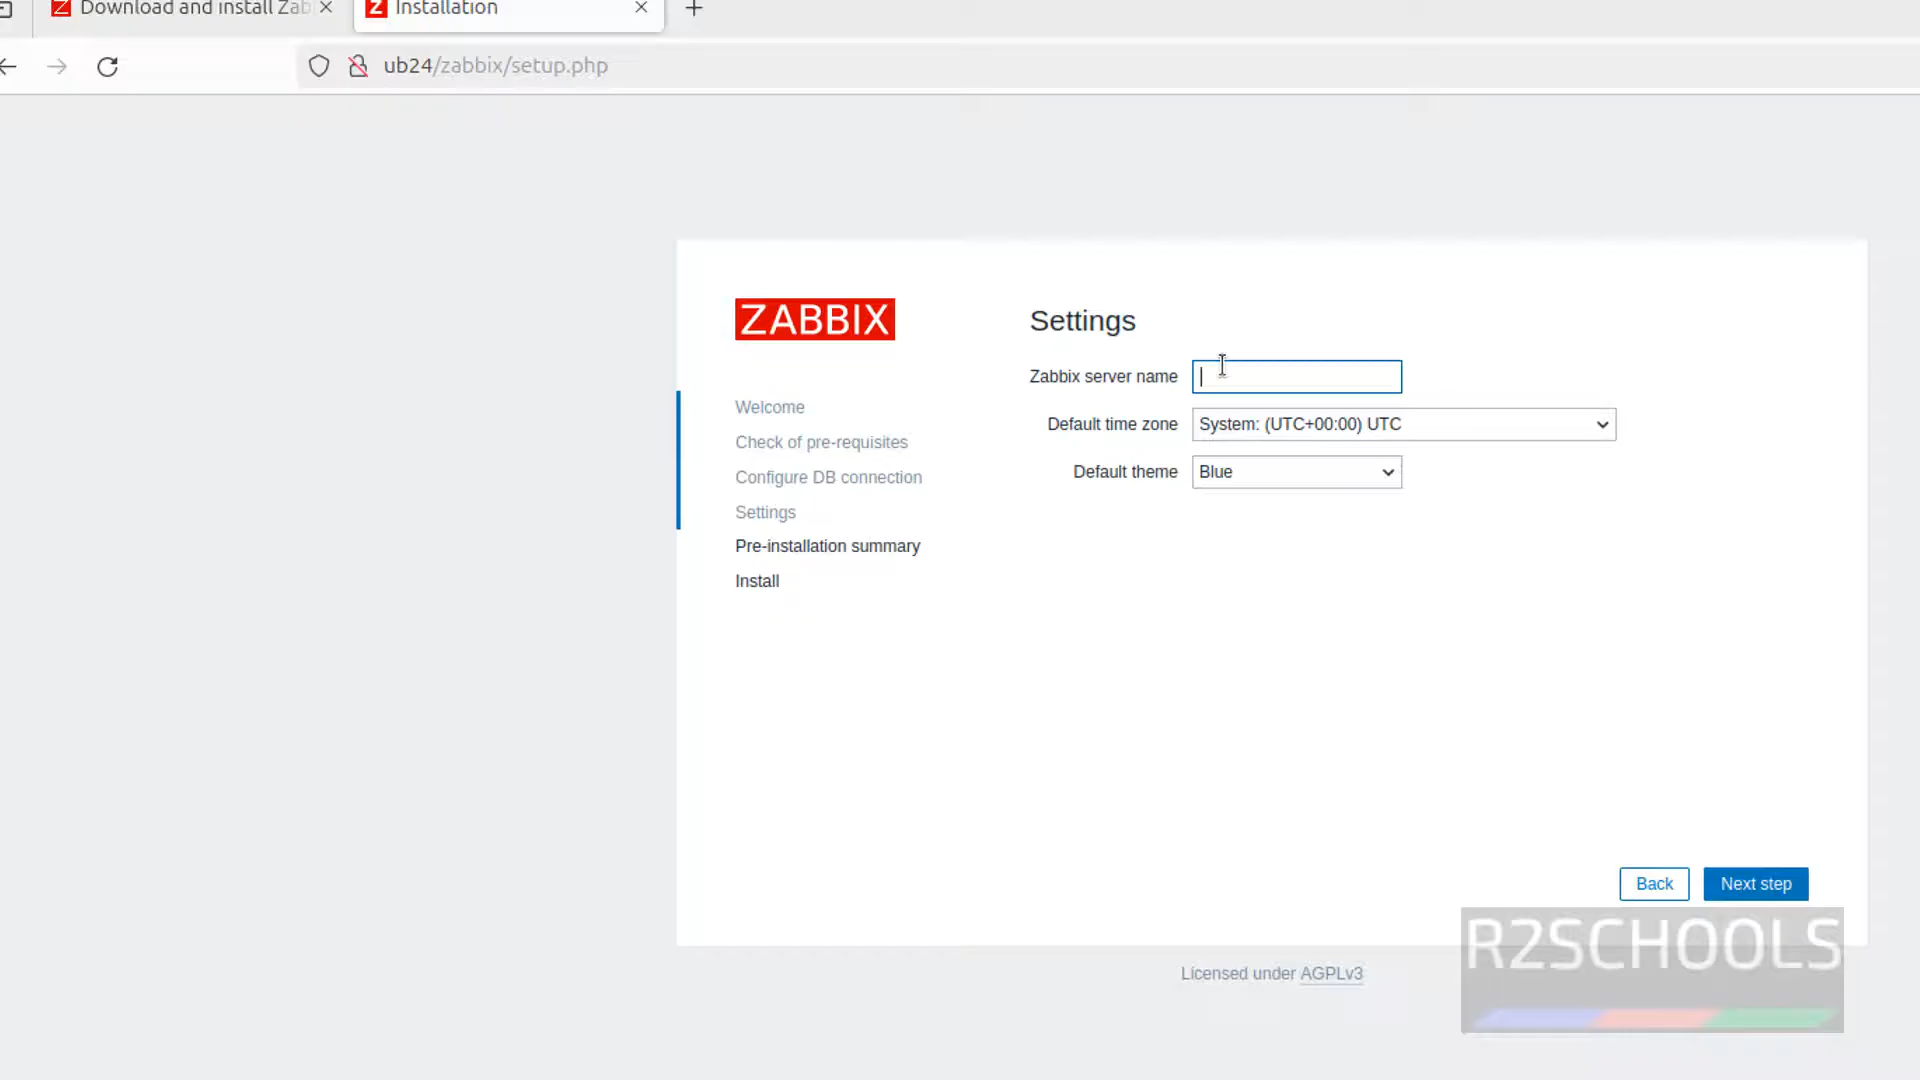 Download and install Zab
Installation
ub24/zabbix/setup.php
ZABBIX
Settings
Zabbix server name
Default time zone System: (UTC+00:00) UTC
Default theme Blue
Welcome
Check of pre-requisites
Configure DB connection
Settings
Pre-installation summary
Install
Back Next step
Licensed under AGPLv3
R2SCHOOLS